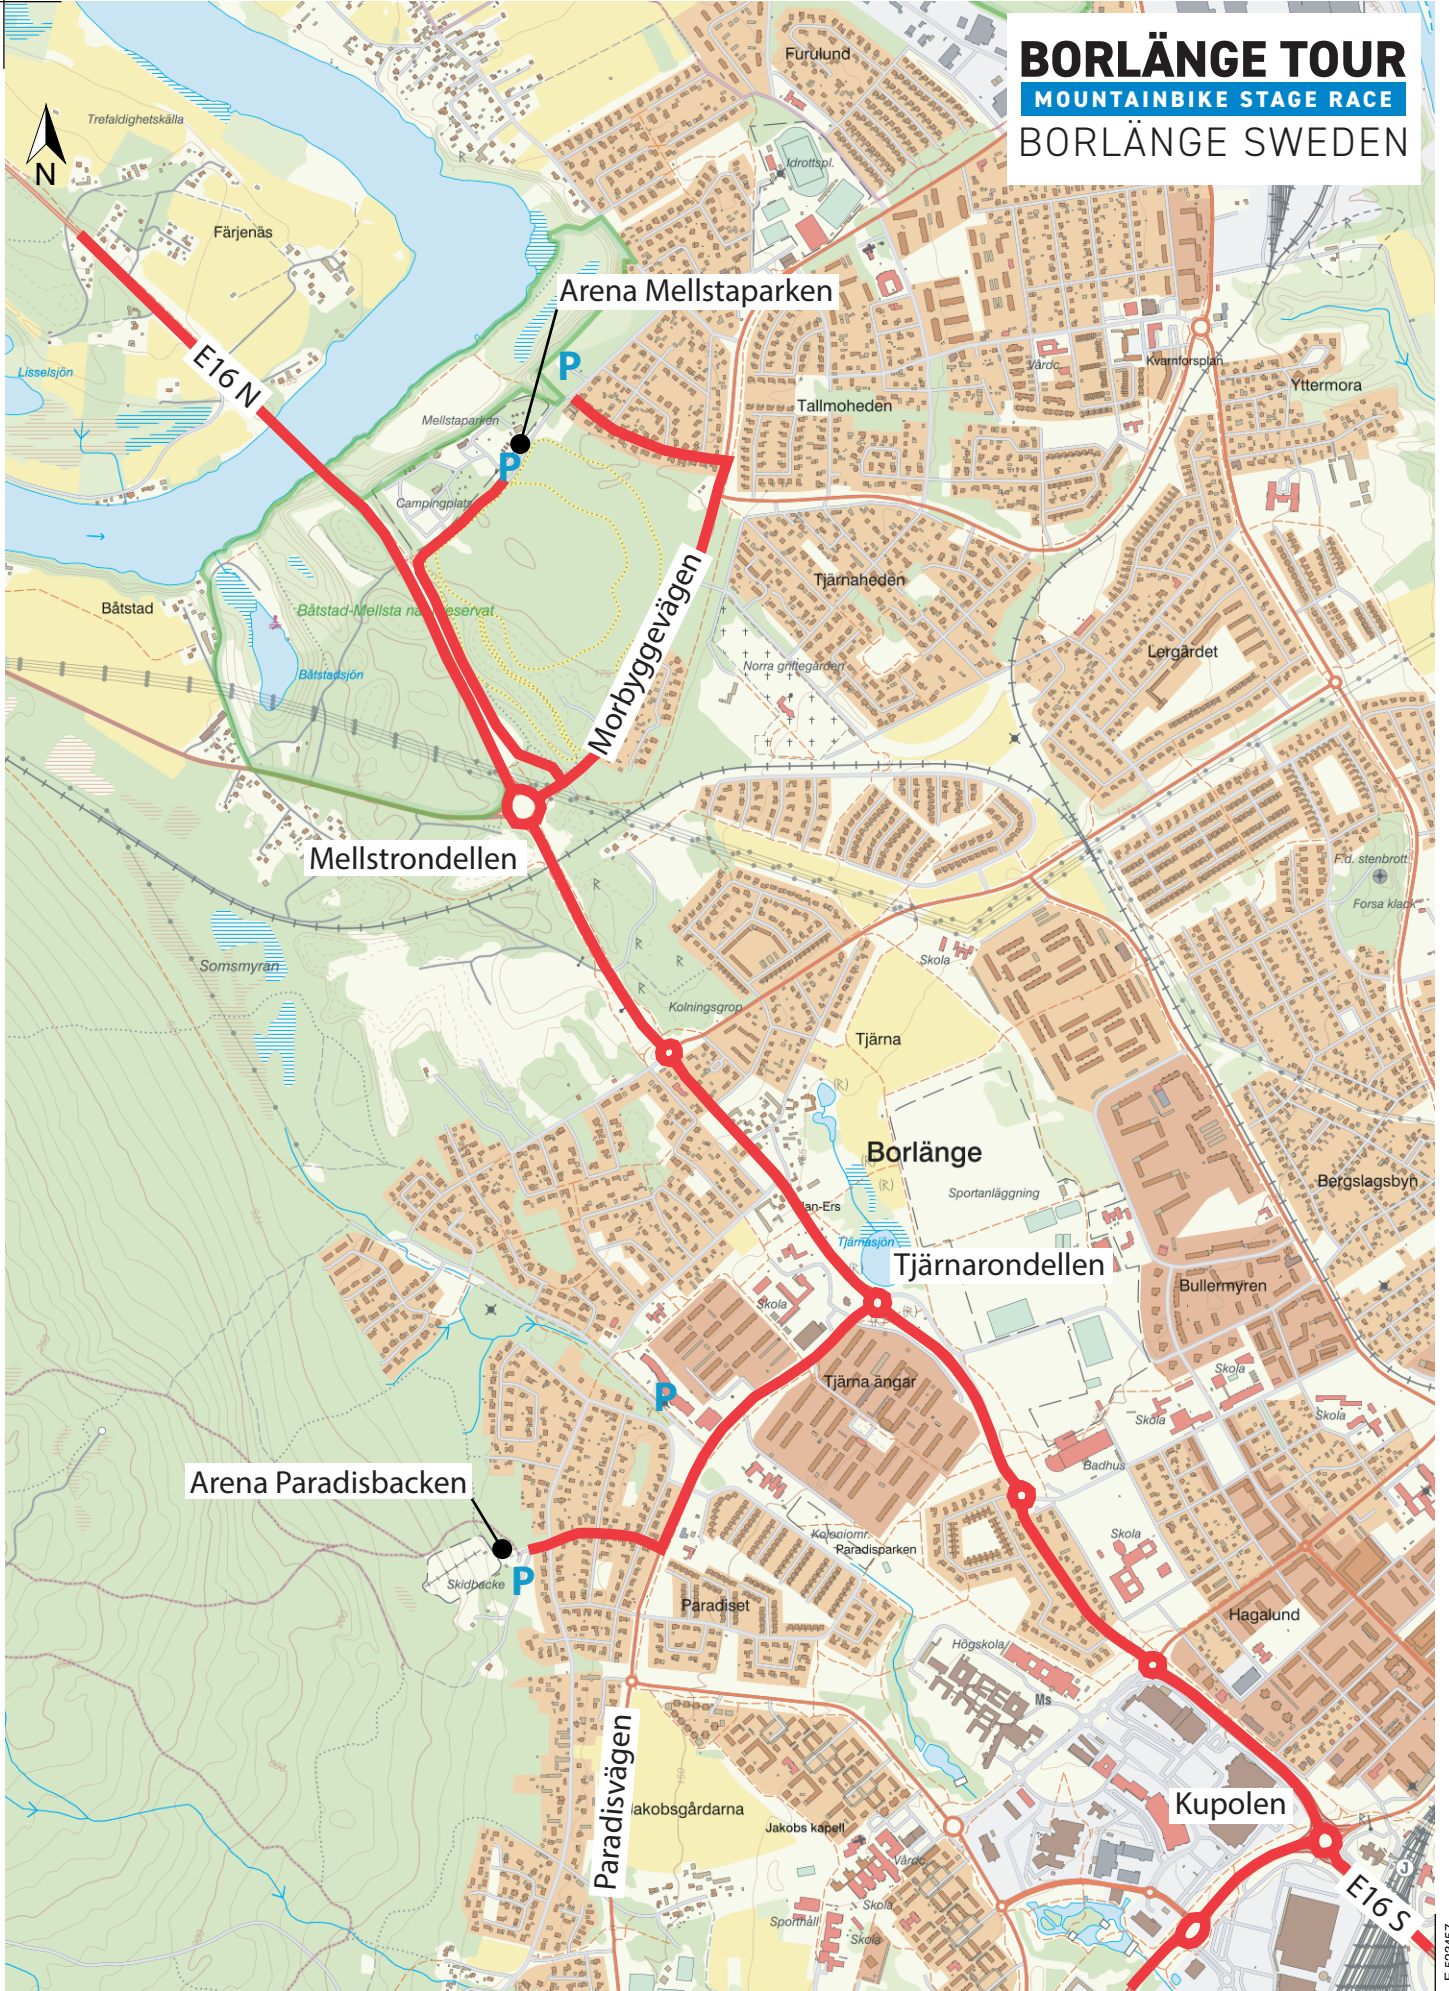 BORLÄNGE TOUR
MOUNTAINBIKE STAGE RACE
BORLÄNGE SWEDEN
Furulund
Trefaldighetskälla
N
Idrottspl.
Färjenäs
Arena Mellstaparken
E16 N
P
Lisselsjön
Vårdc.
Kvarnforsplan
Yttermora
Mellstaparken
Tallmoheden
P
Campingplats
Båtstad
Tjärnaheden
Morbyggevägen
Norra griftegården
Lergärdet
Båtstadsjön
Mellstrondellen
F.d. stenbrott
Forsa klack
Skola
Somsmyran
Kolningsgrop
Tjärna
Borlänge
Sportanläggning
Bergslagsbyn
Tjärnasjön
Tjärnarondellen
Bullermyren
Skola
Tjärna ängar
Skola
P
Skola
Skola
Badhus
Arena Paradisbacken
Koloniomr.
Paradisparken
Skola
Skidbacke
P
Paradiset
Hagalund
Högskola
Ms
Paradisvägen
Kupolen
Jakobs kapell
Vårdc.
J
E16 S
Skola
Sporthall
Skola